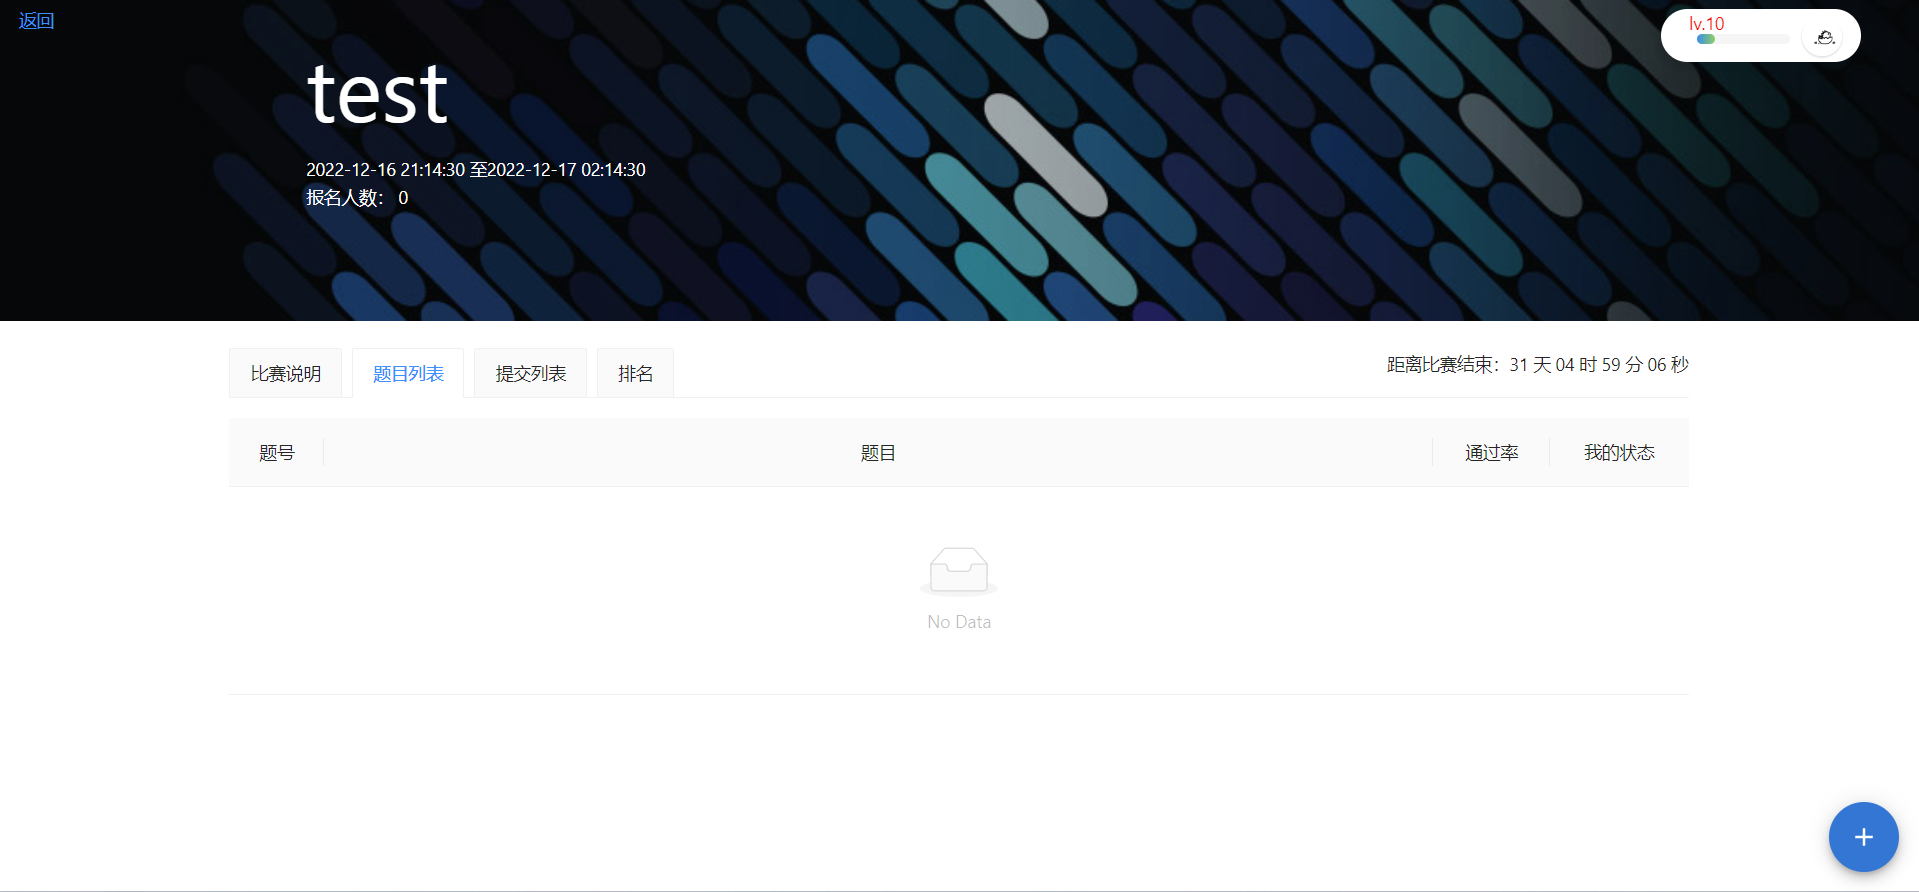 返回
lv.10
test
2022-12-16 21:14:30 至2022-12-17 02:14:30
报名人数： 0
比赛说明
题目列表
提交列表
排名
距离比赛结束：31 天 04 时 59 分 06 秒
题号 题目 通过率 我的状态
No Data